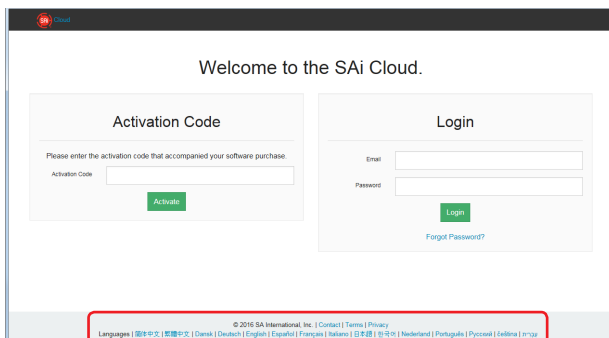 SAi Cloud
Welcome to the SAi Cloud.
Activation Code
Please enter the activation code that accompanied your software purchase.
Activation Code
Activate
Login
Email
Password
Login
Forgot Password?
© 2016 SA International, Inc. | Contact | Terms | Privacy
Languages | 简体中文 | 繁體中文 | Dansk | Deutsch | English | Español | Français | Italiano | 日本語 | 한국어 | Nederland | Português | Русский | čeština | עברית